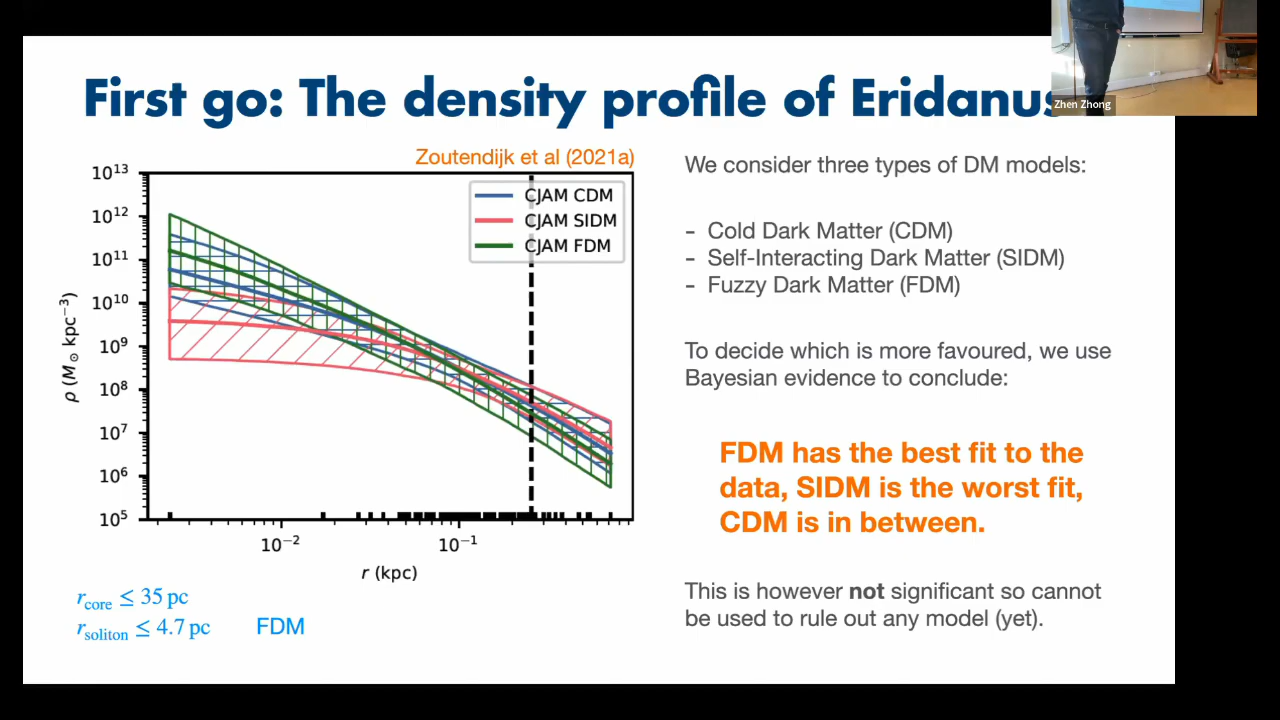 First go: The density profile of Eridanus
Zhen Zhong
Zoutendijk et al (2021a)
CJAM CDM
CJAM SIDM
CJAM FDM
10¹³
10¹²
10¹¹
10¹⁰
10⁹
10⁸
10⁷
10⁶
10⁵
ρ (M⊙ kpc⁻³)
10⁻²
10⁻¹
r (kpc)
r_core ≤ 35 pc
r_soliton ≤ 4.7 pc FDM
We consider three types of DM models:
- Cold Dark Matter (CDM)
- Self-Interacting Dark Matter (SIDM)
- Fuzzy Dark Matter (FDM)
To decide which is more favoured, we use
Bayesian evidence to conclude:
FDM has the best fit to the
data, SIDM is the worst fit,
CDM is in between.
This is however not significant so cannot
be used to rule out any model (yet).